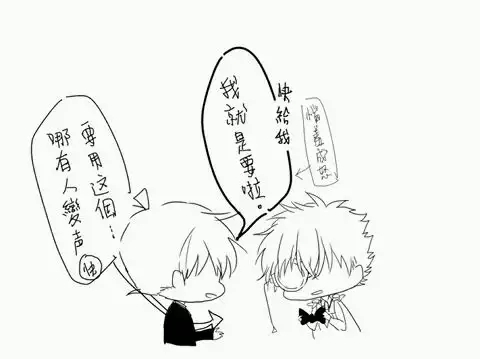 哪有人變声
要用这個…
我就是要啦。
快給我
惱羞成怒